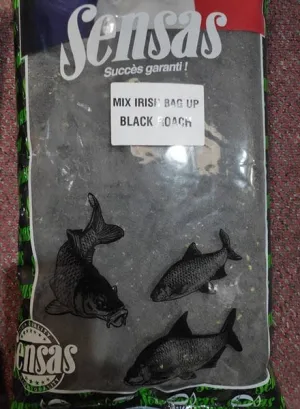 Sensas
Succès garanti !
MIX IRISH BAG UP
BLACK ROACH
Sensas